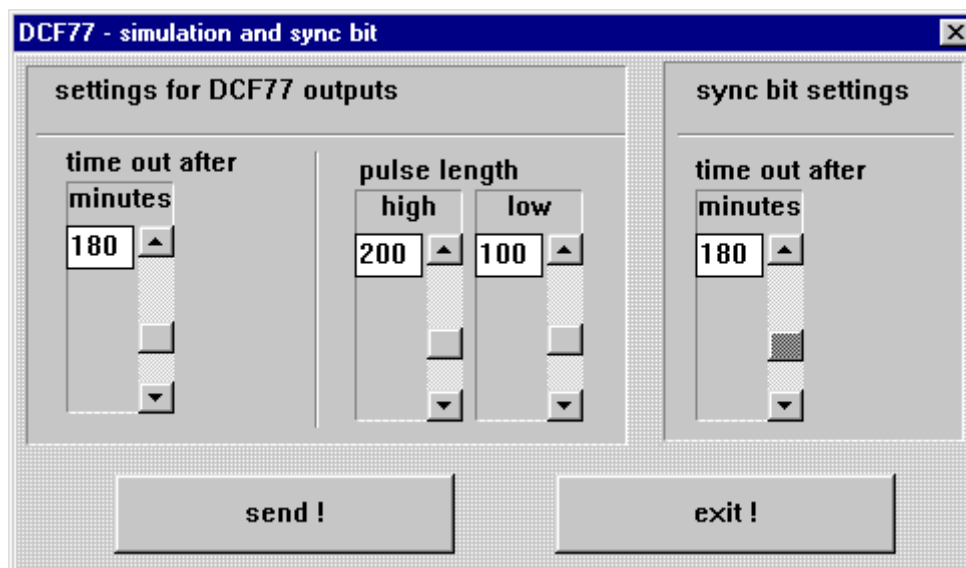 DCF77 - simulation and sync bit
settings for DCF77 outputs
time out after
minutes
180
pulse length
high low
200 100
sync bit settings
time out after
minutes
180
send !
exit !